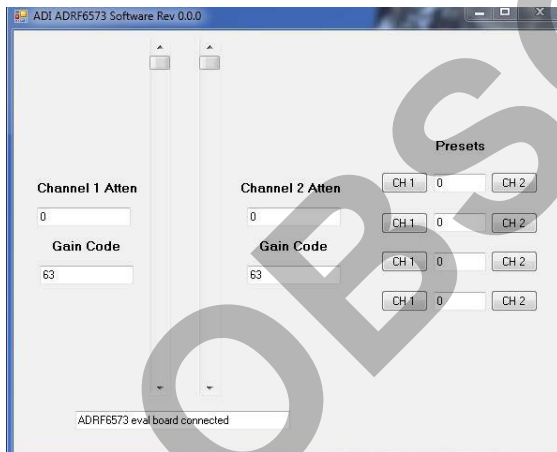 ADI ADRF6573 Software Rev 0.0.0
Presets
CH 1 0 CH 2
Channel 1 Atten
Channel 2 Atten
0
0
CH 1 0 CH 2
Gain Code
Gain Code
63
63
CH 1 0 CH 2
CH 1 0 CH 2
ADRF6573 eval board connected